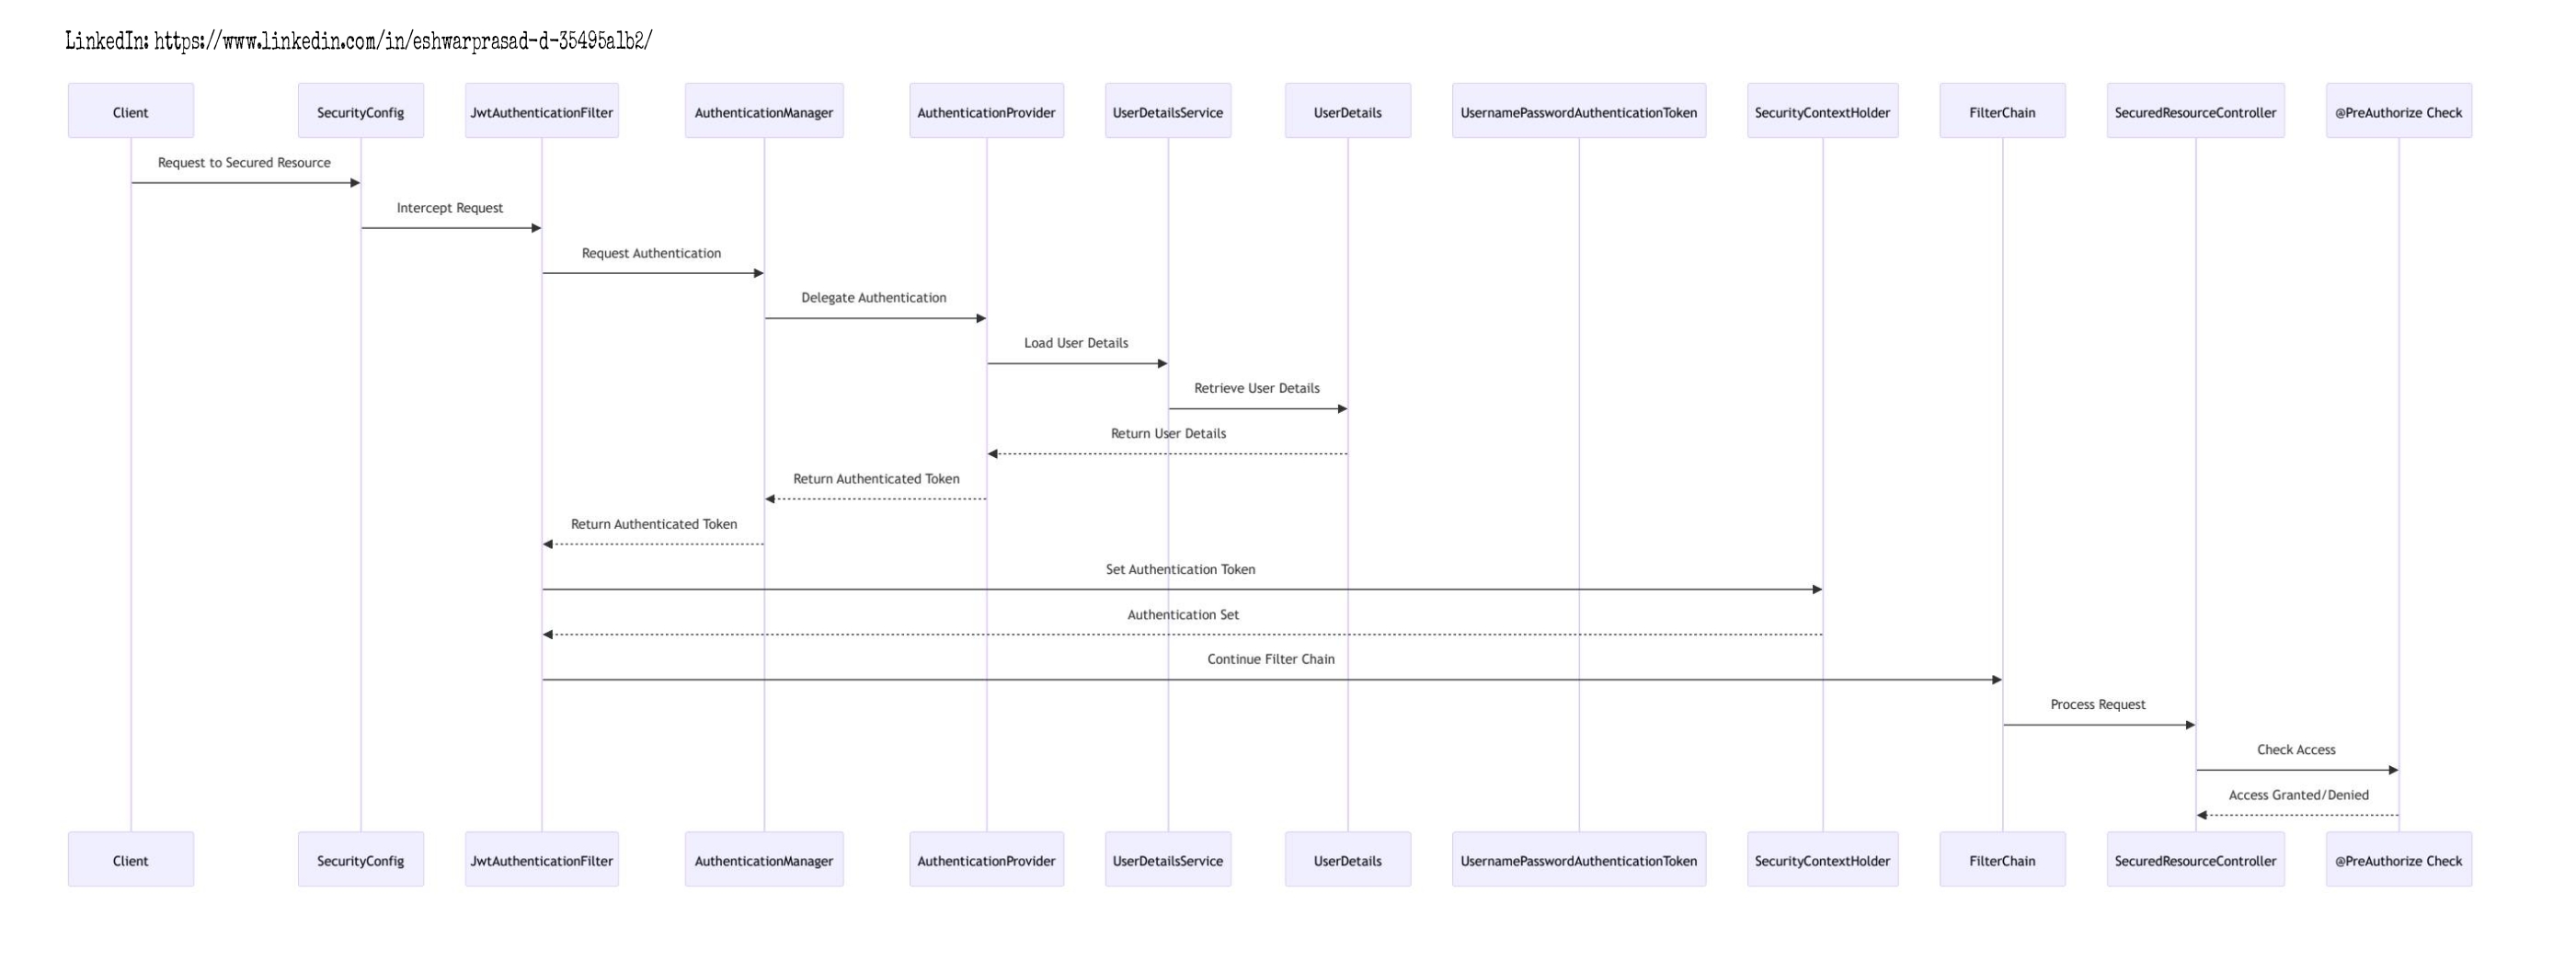 LinkedIn: https://www.linkedin.com/in/eshwarprasad-d-35495a1b2/
Client
SecurityConfig
JwtAuthenticationFilter
AuthenticationManager
AuthenticationProvider
UserDetailsService
UserDetails
UsernamePasswordAuthenticationToken
SecurityContextHolder
FilterChain
SecuredResourceController
@PreAuthorize Check
Request to Secured Resource
Intercept Request
Request Authentication
Delegate Authentication
Load User Details
Retrieve User Details
Return User Details
Return Authenticated Token
Return Authenticated Token
Set Authentication Token
Authentication Set
Continue Filter Chain
Process Request
Check Access
Access Granted/Denied
Client
SecurityConfig
JwtAuthenticationFilter
AuthenticationManager
AuthenticationProvider
UserDetailsService
UserDetails
UsernamePasswordAuthenticationToken
SecurityContextHolder
FilterChain
SecuredResourceController
@PreAuthorize Check